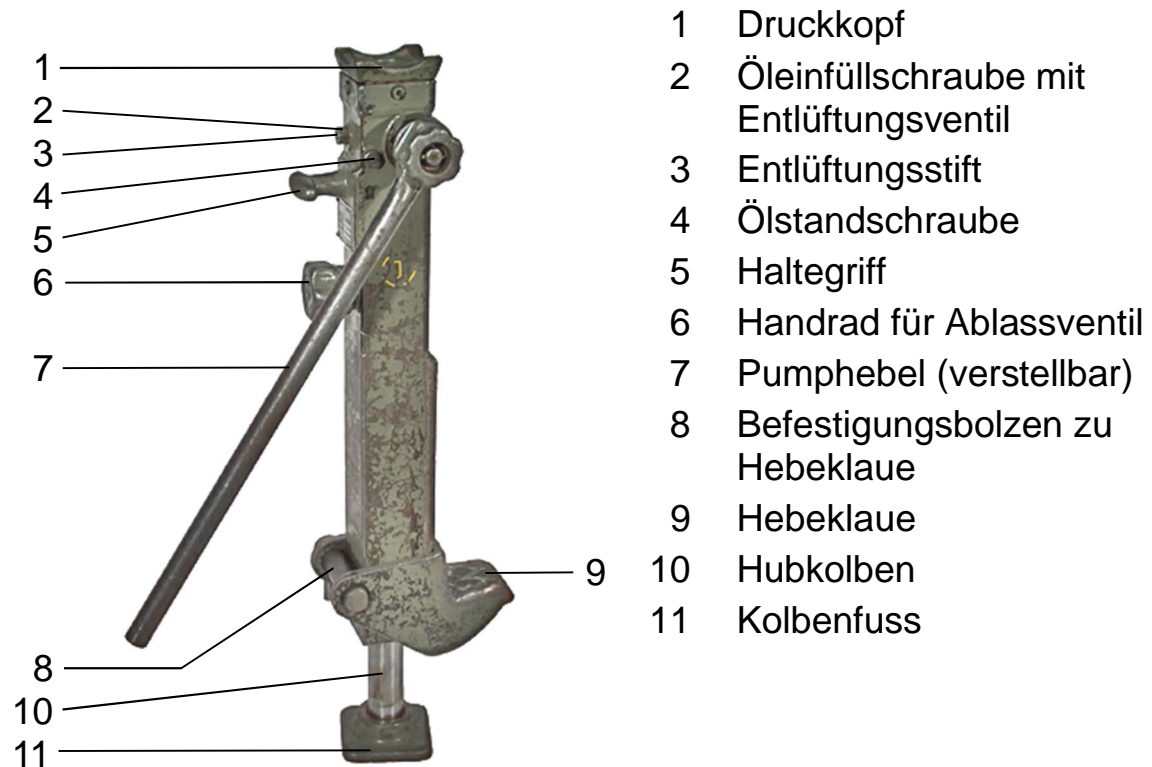 1
2
3
4
5
6
7
8
10
11
9
1 Druckkopf
2 Öleinfüllschraube mit
Entlüftungsventil
3 Entlüftungsstift
4 Ölstandschraube
5 Haltegriff
6 Handrad für Ablassventil
7 Pumphebel (verstellbar)
8 Befestigungsbolzen zu
Hebeklaue
9 Hebeklaue
10 Hubkolben
11 Kolbenfuss